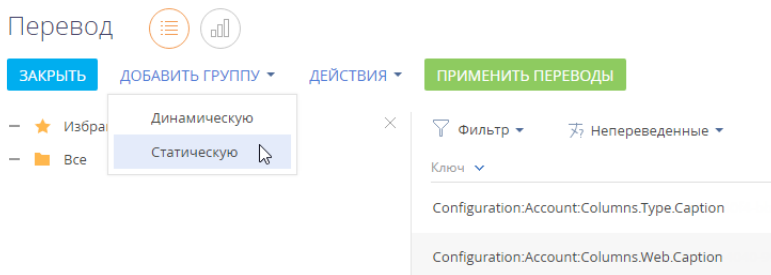 Перевод
ЗАКРЫТЬ ДОБАВИТЬ ГРУППУ ДЕЙСТВИЯ ПРИМЕНИТЬ ПЕРЕВОДЫ
Динамическую
Статическую
Избра
Все
Фильтр Непереведенные
Ключ
Configuration:Account:Columns.Type.Caption
Configuration:Account:Columns.Web.Caption